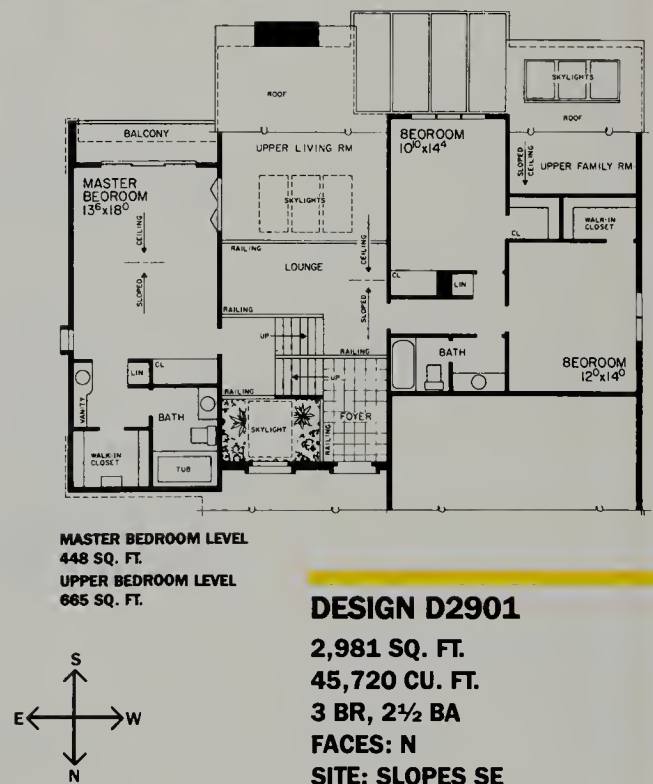 ROOF
SKYLIGHTS
ROOF
BALCONY
UPPER LIVING RM
BEDROOM
10¹⁰x14⁴
SLOPED
CEILING
UPPER FAMILY RM
MASTER
BEDROOM
13⁶x18⁰
SKYLIGHTS
CEILING
SLOPED
RAILING
LOUNGE
CEILING
SLOPED
CL
LIN
CL
WALK-IN
CLOSET
RAILING
UP
RAILING
BATH
BEDROOM
12⁰x14⁰
LIN
CL
UP
RAILING
VANITY
BATH
SKYLIGHT
RAILING
FOYER
WALK-IN
CLOSET
TUB
MASTER BEDROOM LEVEL
448 SQ. FT.
UPPER BEDROOM LEVEL
665 SQ. FT.
S
E W
N
DESIGN D2901
2,981 SQ. FT.
45,720 CU. FT.
3 BR, 2½ BA
FACES: N
SITE: SLOPES SE